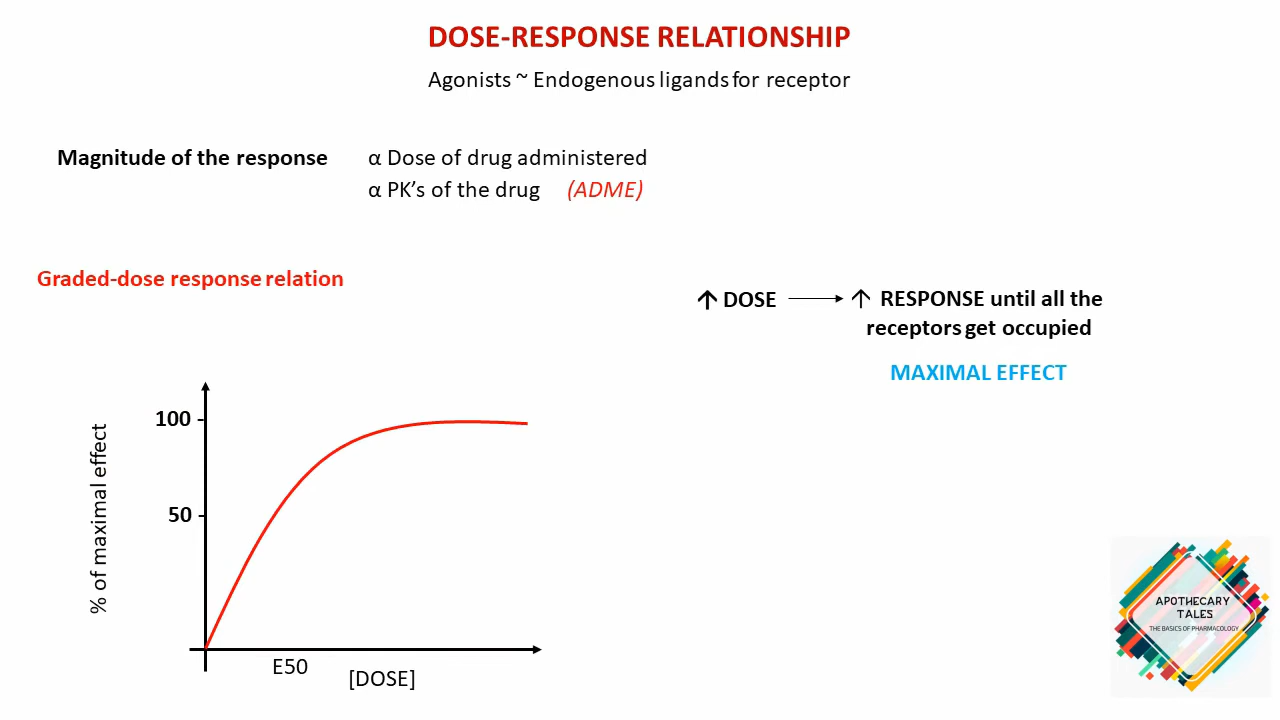 DOSE-RESPONSE RELATIONSHIP
Agonists ~ Endogenous ligands for receptor
Magnitude of the response
α Dose of drug administered
α PK's of the drug (ADME)
Graded-dose response relation
↑ DOSE → ↑ RESPONSE until all the
receptors get occupied
MAXIMAL EFFECT
% of maximal effect
100
50
E50
[DOSE]
APOTHECARY
TALES
THE BASICS OF PHARMACOLOGY